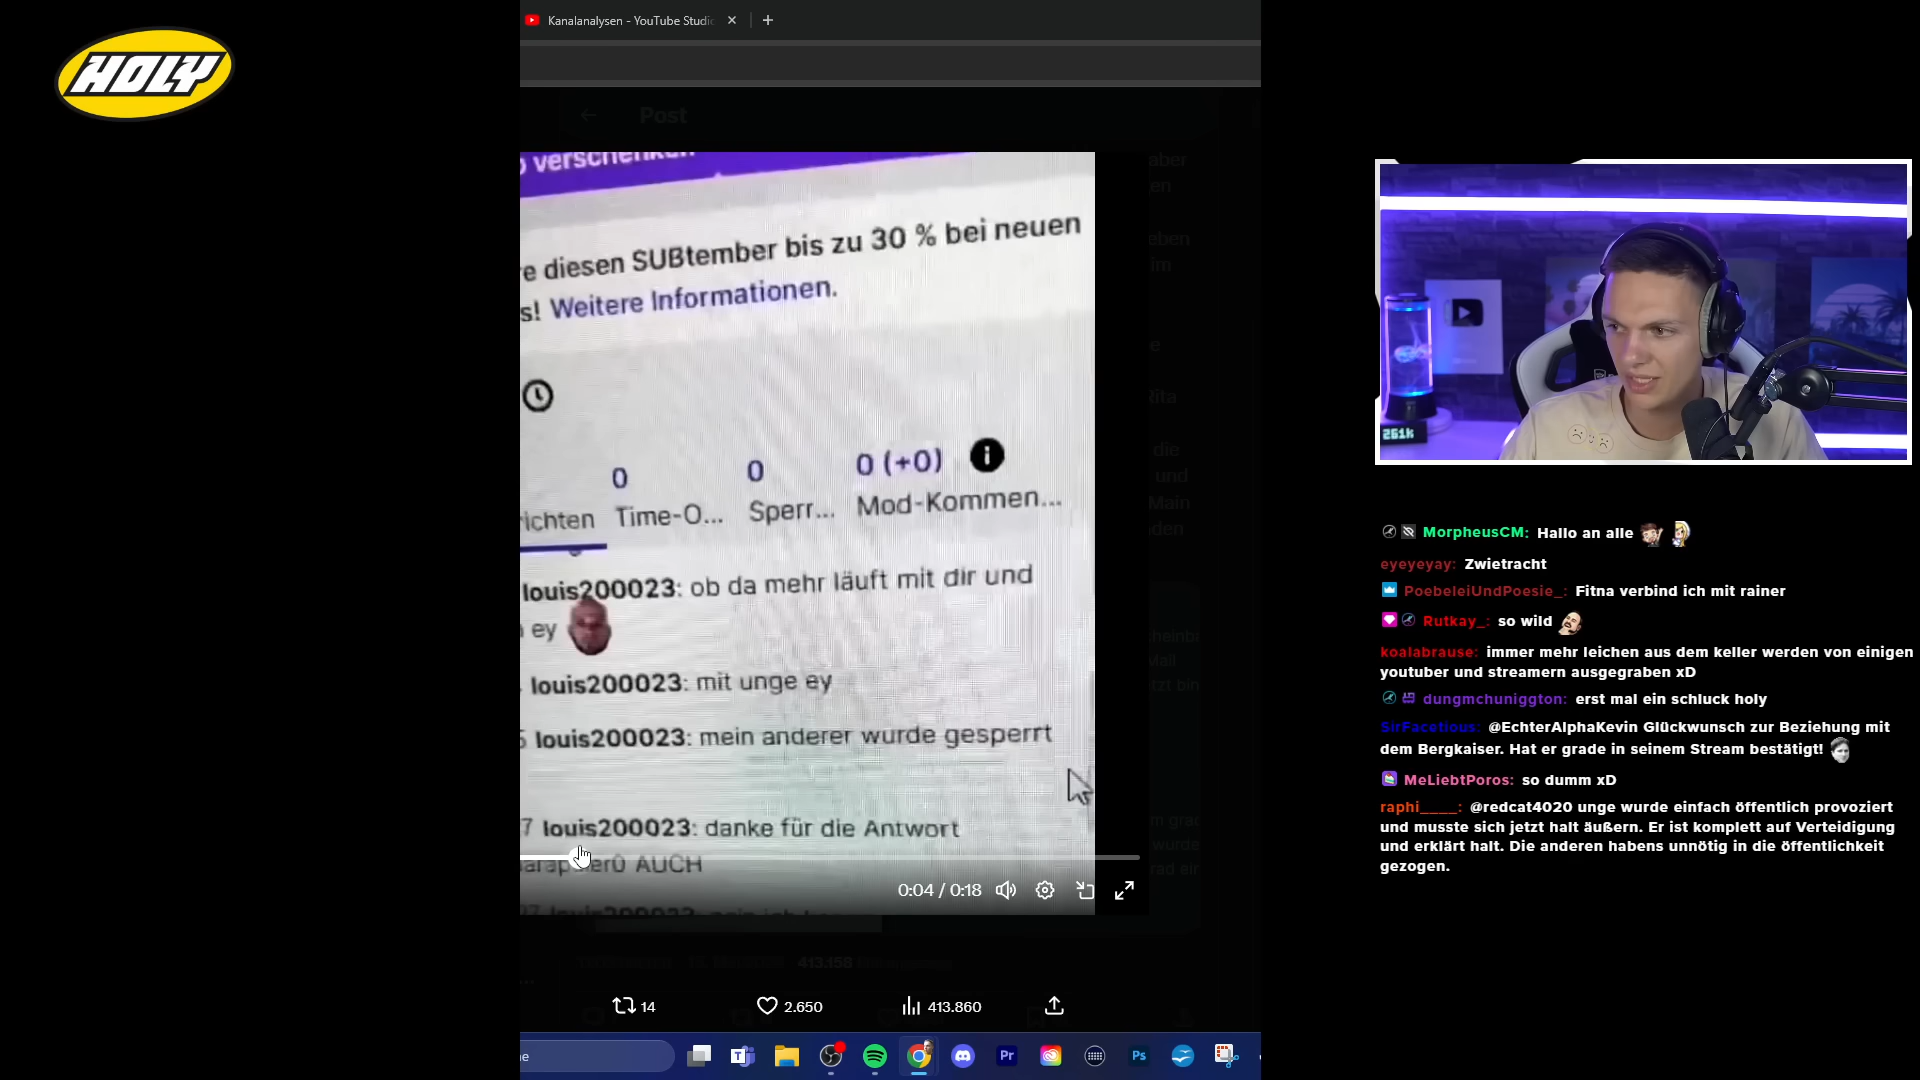 HOLY
Kanalanalysen - YouTube Studi
Post
verschenken
e diesen SUBtember bis zu 30 % bei neuen
s! Weitere Informationen.
0
0
0 (+0)
richten
Time-O...
Sperr...
Mod-Kommen...
louis200023: ob da mehr läuft mit dir und
ey
louis200023: mit unge ey
louis200023: mein anderer wurde gesperrt
7 louis200023: danke für die Antwort
AUCH
0:04 / 0:18
14
2.650
413.860
Pr
Ps
261k
MorpheusCM: Hallo an alle
eyeyeyay: Zwietracht
PoebeleiUndPoesie_: Fitna verbind ich mit rainer
Rutkay_: so wild
koalabrause: immer mehr leichen aus dem keller werden von einigen
youtuber und streamern ausgegraben xD
dungmchuniggton: erst mal ein schluck holy
SirFacetious: @EchterAlphaKevin Glückwunsch zur Beziehung mit
dem Bergkaiser. Hat er grade in seinem Stream bestätigt!
MeLiebtPoros: so dumm xD
raphi____: @redcat4020 unge wurde einfach öffentlich provoziert
und musste sich jetzt halt äußern. Er ist komplett auf Verteidigung
und erklärt halt. Die anderen habens unnötig in die öffentlichkeit
gezogen.